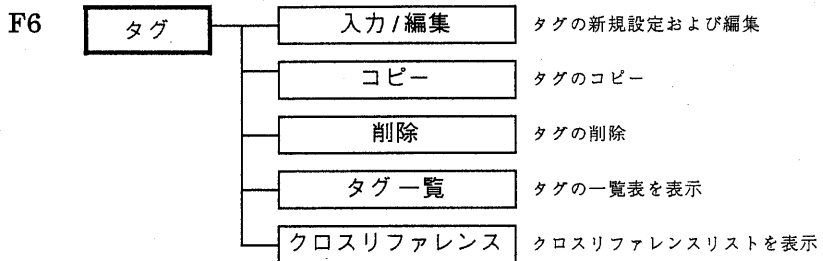 F6 タグ 入力/編集 タグの新規設定および編集
コピー タグのコピー
削除 タグの削除
タグ一覧 タグの一覧表を表示
クロスリファレンス クロスリファレンスリストを表示